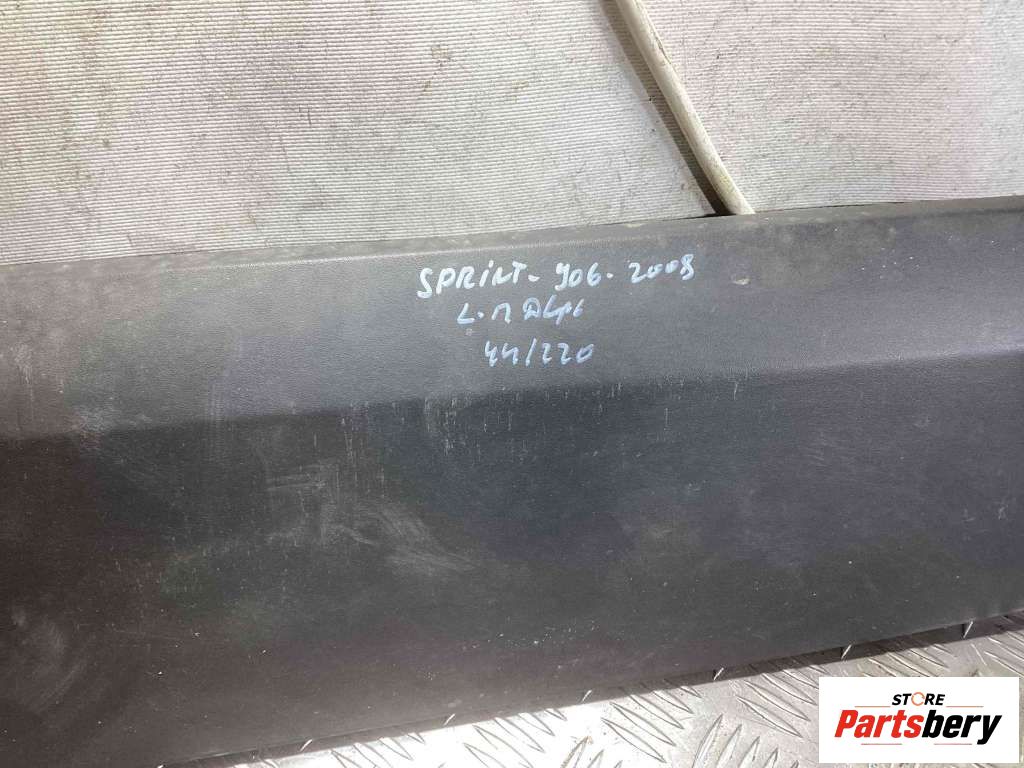 SPRINT- 906- 2008
L.П
44/220
STORE
Partsbery